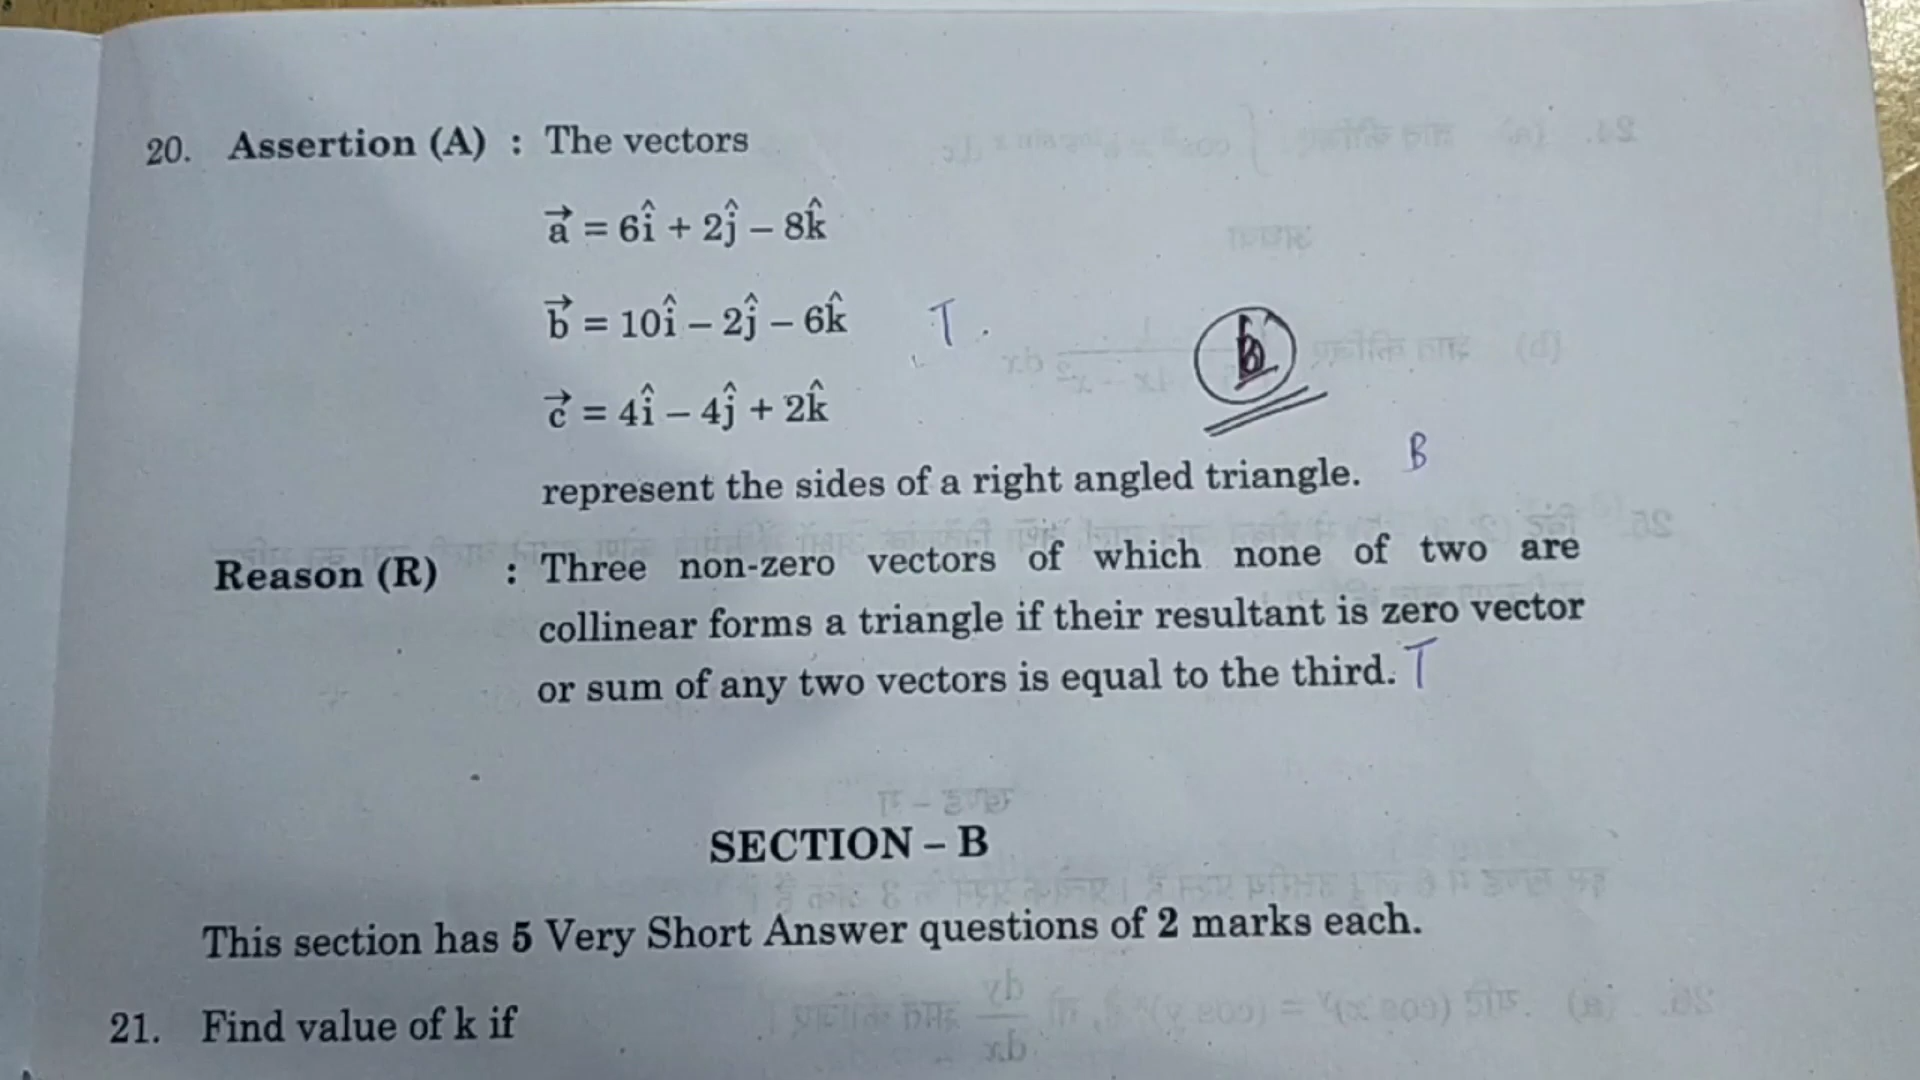 20. Assertion (A) : The vectors
a⃗ = 6î + 2ĵ – 8k̂
b⃗ = 10î – 2ĵ – 6k̂ T.
b
c⃗ = 4î – 4ĵ + 2k̂
represent the sides of a right angled triangle. B
Reason (R) : Three non-zero vectors of which none of two are
collinear forms a triangle if their resultant is zero vector
or sum of any two vectors is equal to the third. T
SECTION – B
This section has 5 Very Short Answer questions of 2 marks each.
21. Find value of k if